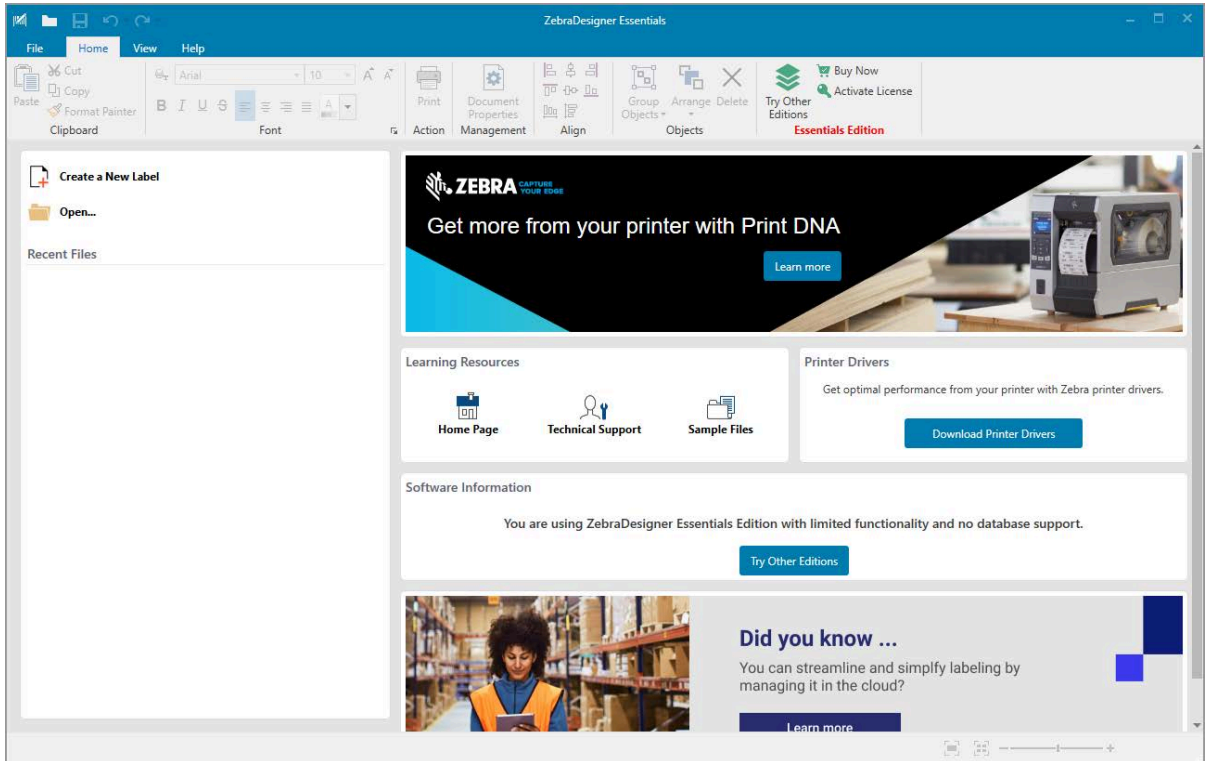 ZebraDesigner Essentials
File Home View Help
Paste
Cut
Copy
Format Painter
Clipboard
Arial 10
B I U S
Font
Print
Action
Document
Properties
Management
Align
Group
Objects
Arrange
Delete
Objects
Try Other
Editions
Buy Now
Activate License
Essentials Edition
Create a New Label
Open...
Recent Files
ZEBRA CAPTURE
YOUR EDGE
Get more from your printer with Print DNA
Learn more
Learning Resources
Home Page Technical Support Sample Files
Printer Drivers
Get optimal performance from your printer with Zebra printer drivers.
Download Printer Drivers
Software Information
You are using ZebraDesigner Essentials Edition with limited functionality and no database support.
Try Other Editions
Did you know ...
You can streamline and simplfy labeling by
managing it in the cloud?
Learn more